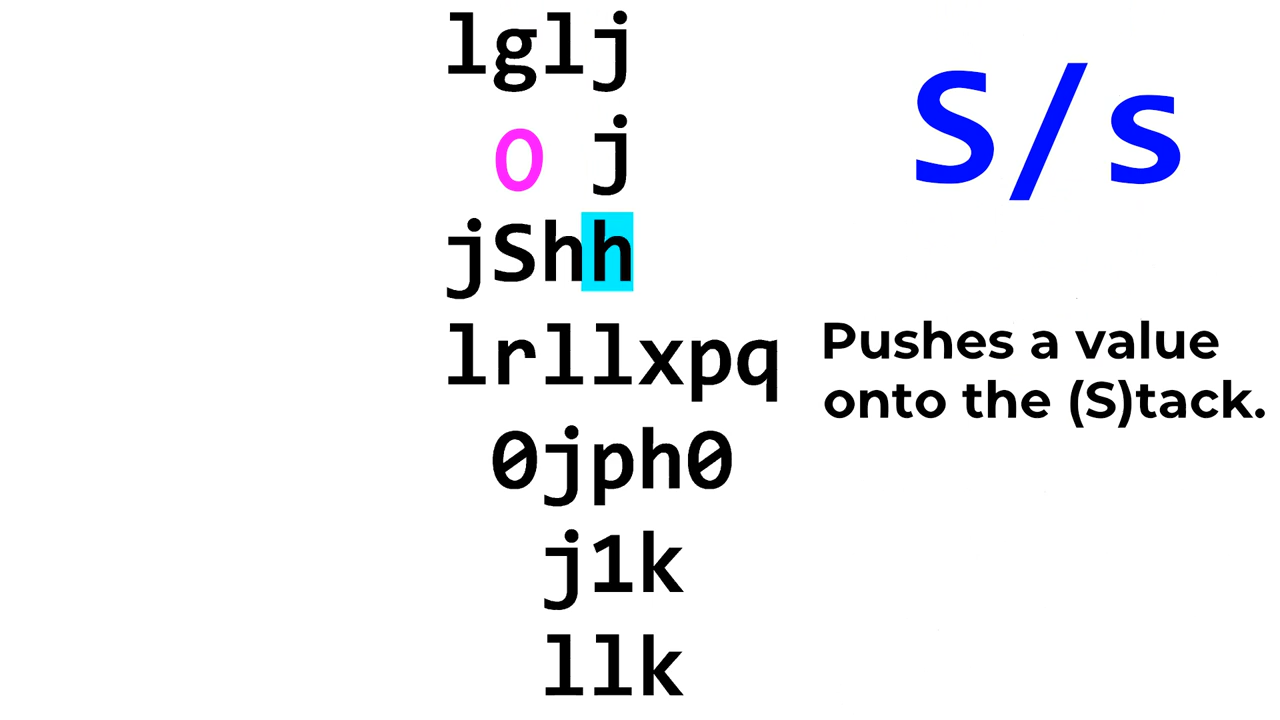 lglj
o j
jShh
lrllxpq
0jph0
j1k
llk
S/s
Pushes a value
onto the (S)tack.